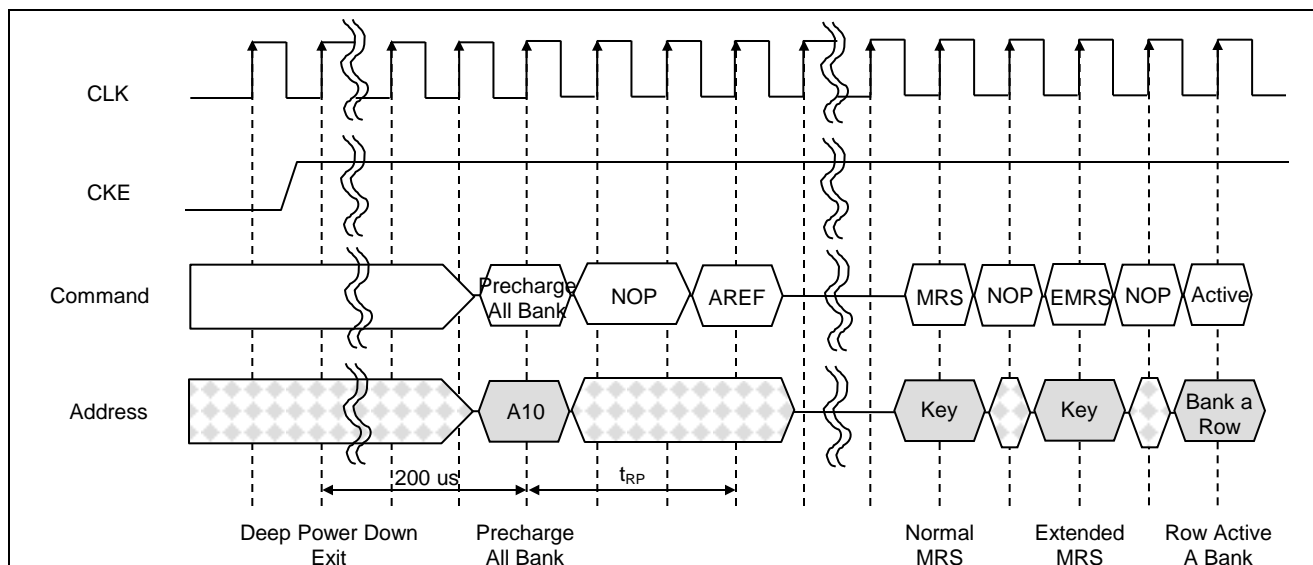 CLK
CKE
Command
Precharge
All Bank
NOP
AREF
MRS
NOP
EMRS
NOP
Active
Address
A10
Key
Key
Bank a
Row
200 us
tRP
Deep Power Down
Exit
Precharge
All Bank
Normal
MRS
Extended
MRS
Row Active
A Bank